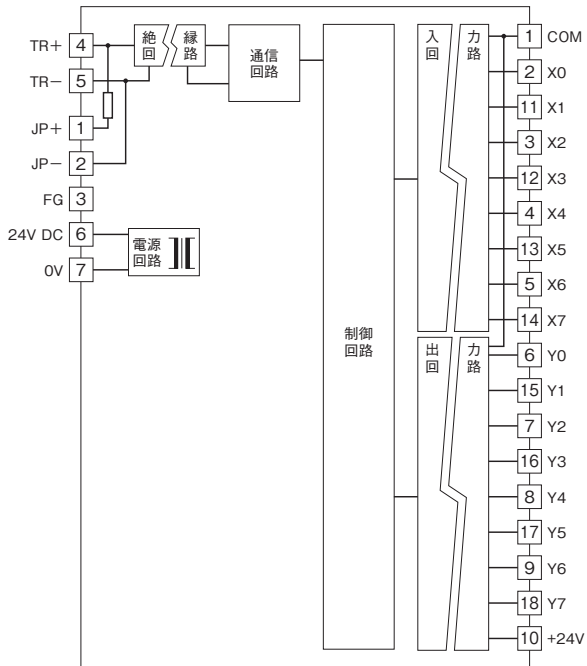 TR+ 4
TR− 5
JP+ 1
JP− 2
FG 3
24V DC 6
0V 7
絶 縁
回 路
通信
回路
電源
回路
制御
回路
入 力
回 路
出 力
回 路
1 COM
2 X0
11 X1
3 X2
12 X3
4 X4
13 X5
5 X6
14 X7
6 Y0
15 Y1
7 Y2
16 Y3
8 Y4
17 Y5
9 Y6
18 Y7
10 +24V